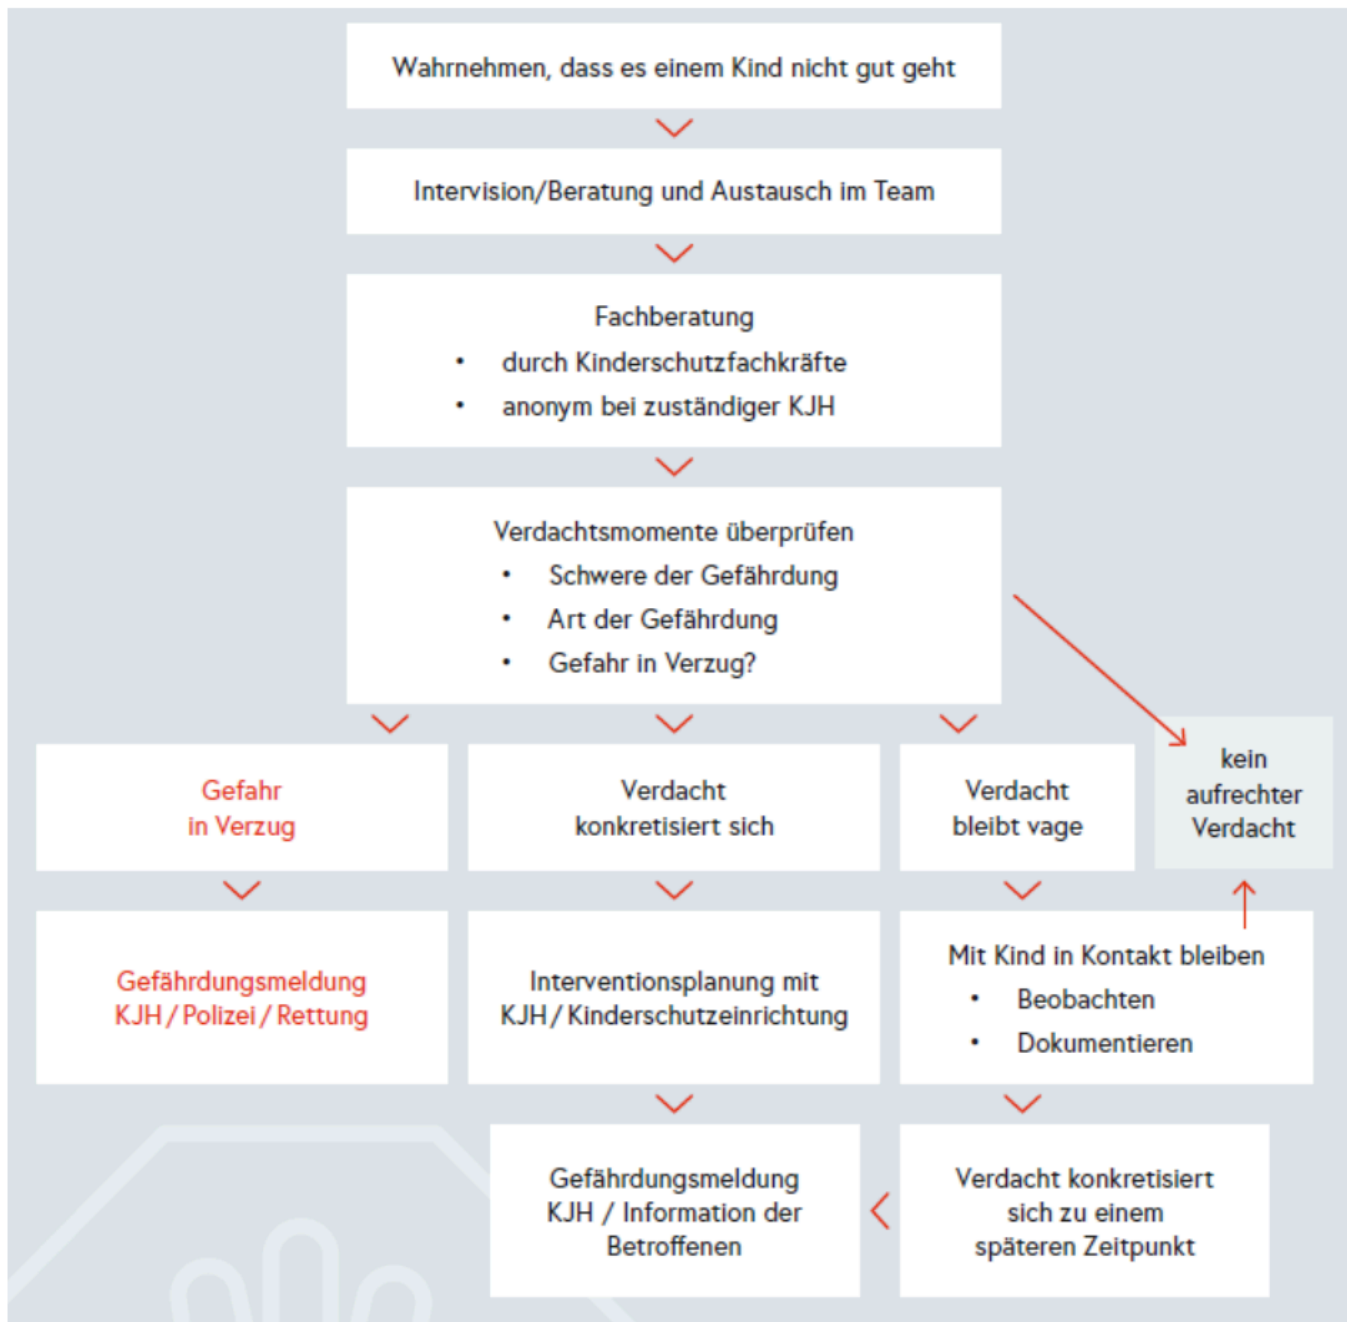 Wahrnehmen, dass es einem Kind nicht gut geht
Intervision/Beratung und Austausch im Team
Fachberatung
• durch Kinderschutzfachkräfte
• anonym bei zuständiger KJH
Verdachtsmomente überprüfen
• Schwere der Gefährdung
• Art der Gefährdung
• Gefahr in Verzug?
Gefahr
in Verzug
Verdacht
konkretisiert sich
Verdacht
bleibt vage
kein
aufrechter
Verdacht
Gefährdungsmeldung
KJH / Polizei / Rettung
Interventionsplanung mit
KJH / Kinderschutzeinrichtung
Mit Kind in Kontakt bleiben
• Beobachten
• Dokumentieren
Gefährdungsmeldung
KJH / Information der
Betroffenen
Verdacht konkretisiert
sich zu einem
späteren Zeitpunkt